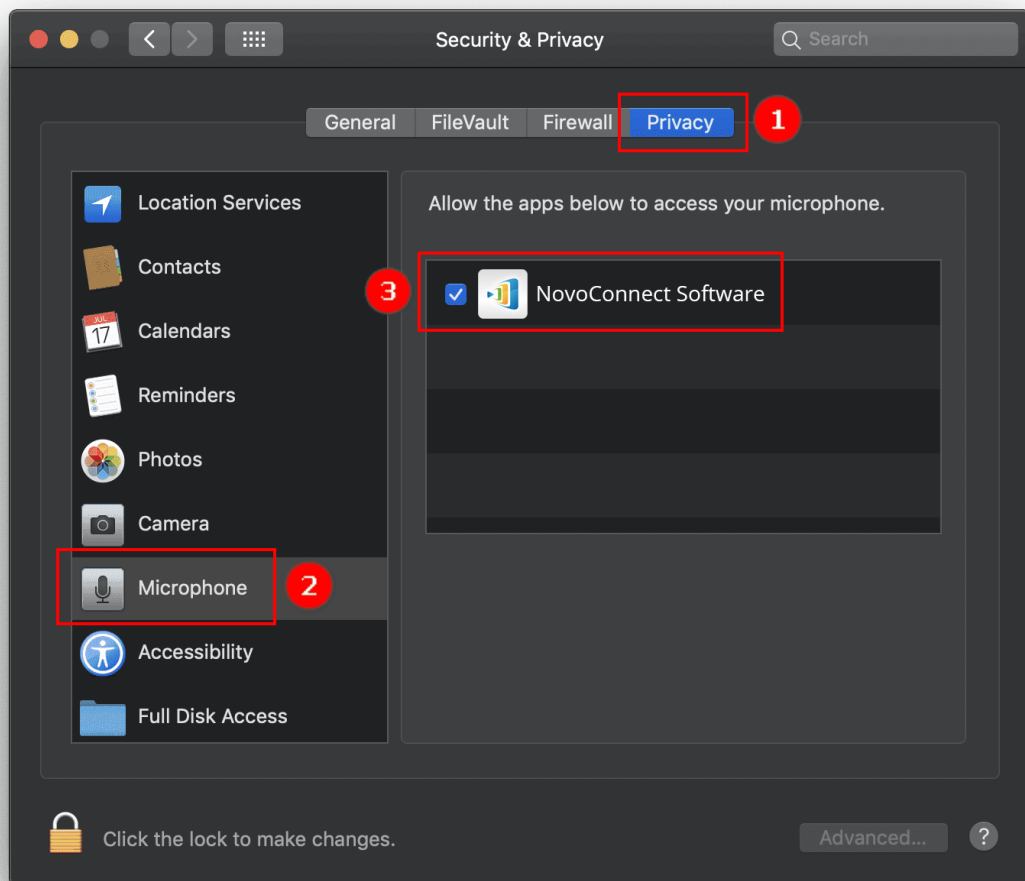 Security & Privacy
Search
General
FileVault
Firewall
Privacy
1
Location Services
Contacts
JUL
17
Calendars
Reminders
Photos
Camera
Microphone
2
Accessibility
Full Disk Access
Allow the apps below to access your microphone.
3
NovoConnect Software
Click the lock to make changes.
Advanced...
?